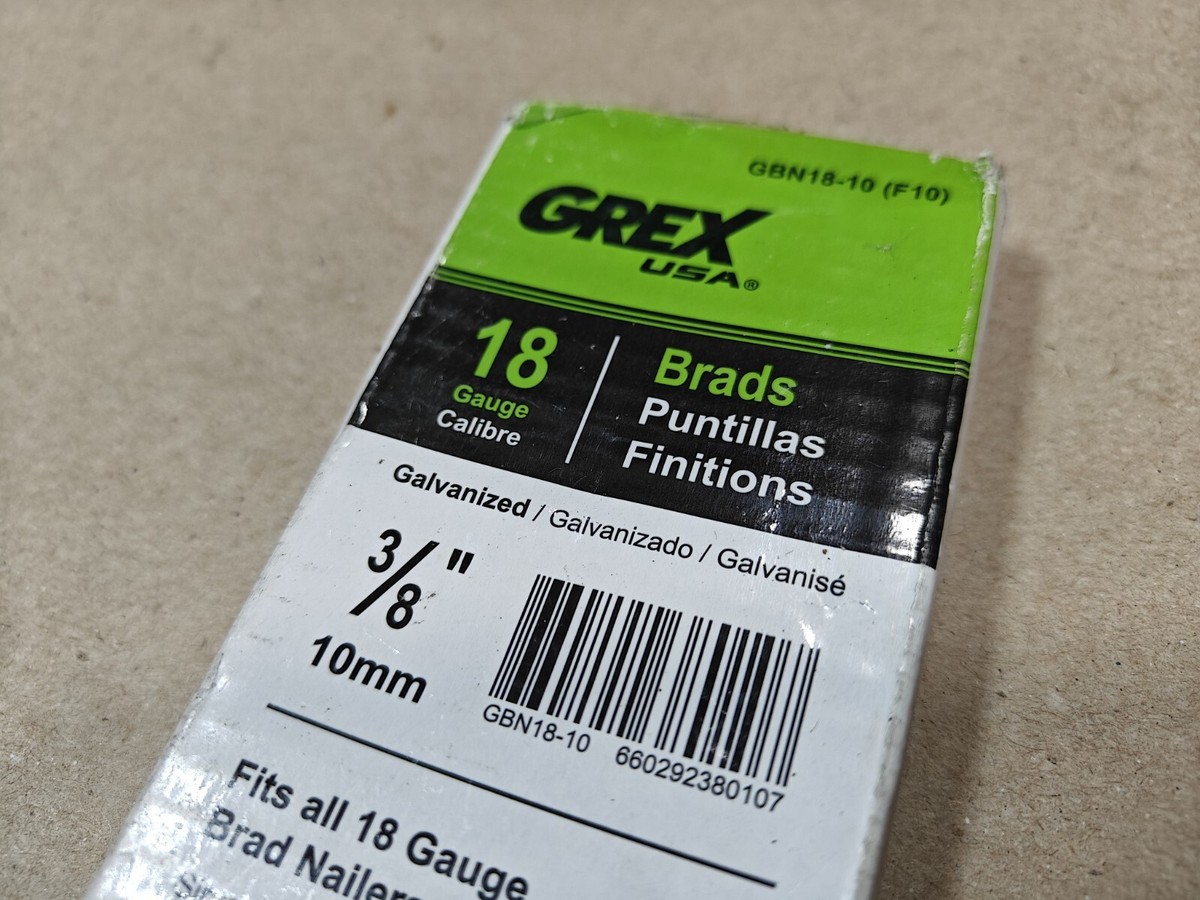 GBN18-10 (F10)
GREX
USA®
18
Gauge
Calibre
Brads
Puntillas
Finitions
Galvanized / Galvanizado / Galvanisé
3/8"
10mm
GBN18-10 660292380107
Fits all 18 Gauge
Brad Nailers